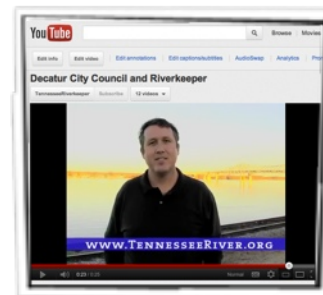 YouTube Browse Movies
Edit info Edit video Edit annotations Edit captions/subtitles AudioSwap Analytics
Decatur City Council and Riverkeeper
TennesseeRiverkeeper Subscribe 12 videos
WWW.TENNESSEERIVER.ORG
Normal